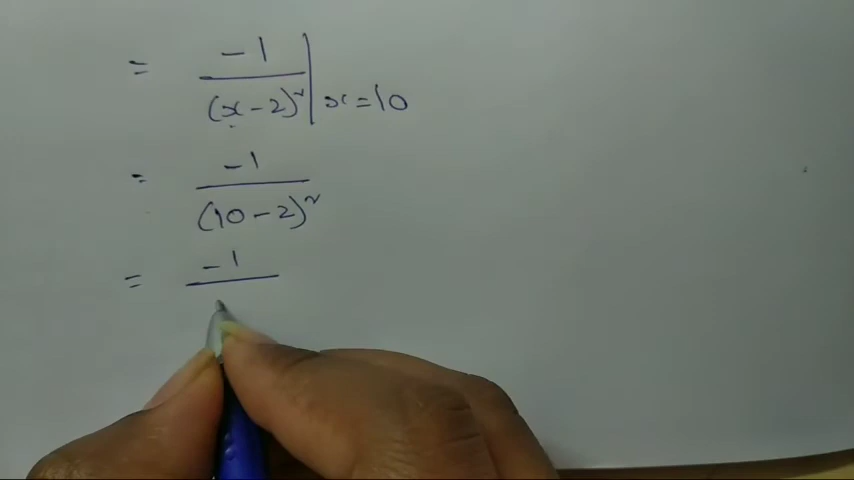 = -1/(x-2)² | x=10
= -1/(10-2)²
= -1/